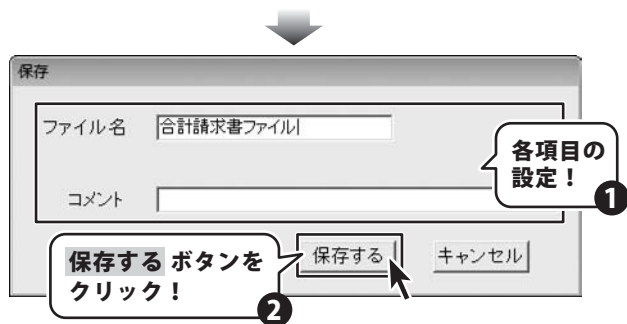 保存
ファイル名 合計請求書ファイル
各項目の
設定！
1
コメント
保存する ボタンを
クリック！
2
保存する キャンセル